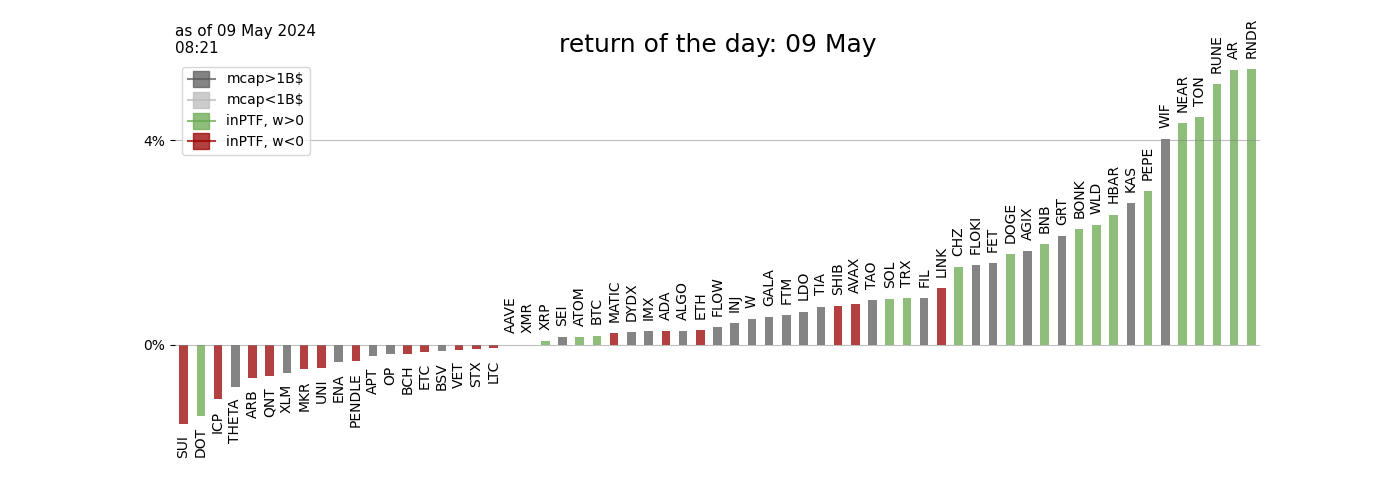 as of 09 May 2024
08:21
return of the day: 09 May
mcap>1B$
mcap<1B$
inPTF, w>0
inPTF, w<0
4%
0%
SUI
DOT
ICP
THETA
ARB
QNT
XLM
MKR
UNI
ENA
PENDLE
APT
OP
BCH
ETC
BSV
VET
STX
LTC
AAVE
XMR
XRP
SEI
ATOM
BTC
MATIC
DYDX
IMX
ADA
ALGO
ETH
FLOW
INJ
W
GALA
FTM
LDO
TIA
SHIB
AVAX
TAO
SOL
TRX
FIL
LINK
CHZ
FLOKI
FET
DOGE
AGIX
BNB
GRT
BONK
WLD
HBAR
KAS
PEPE
WIF
NEAR
TON
RUNE
AR
RNDR